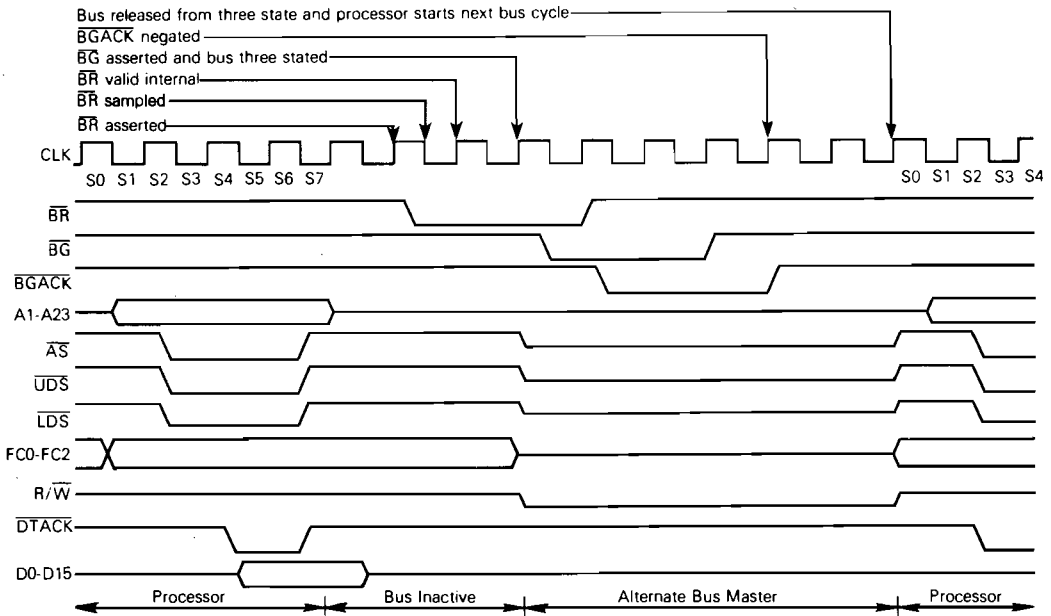 Bus released from three state and processor starts next bus cycle
BGACK negated
BG asserted and bus three stated
BR valid internal
BR sampled
BR asserted
CLK
S0 S1 S2 S3 S4 S5 S6 S7 S0 S1 S2 S3 S4
BR
BG
BGACK
A1-A23
AS
UDS
LDS
FC0-FC2
R/W
DTACK
D0-D15
Processor Bus Inactive Alternate Bus Master Processor